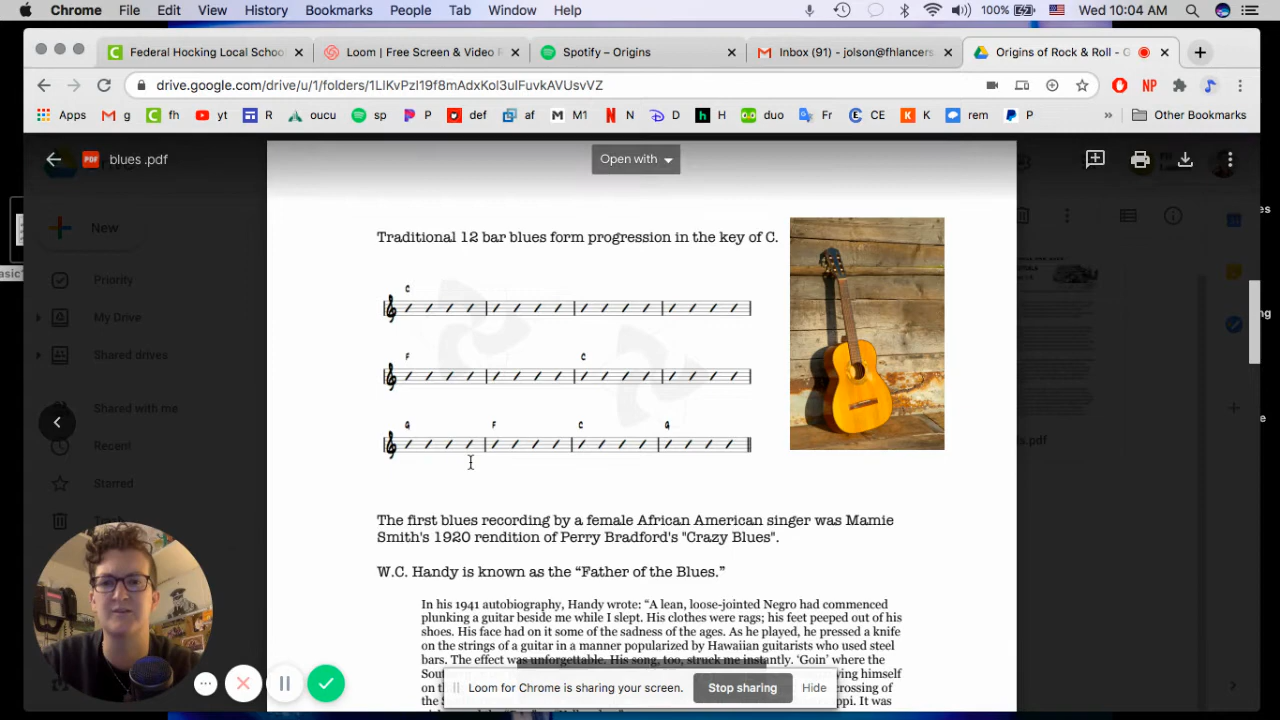 Chrome File Edit View History Bookmarks People Tab Window Help 100% Wed 10:04 AM
Federal Hocking Local Schoo Loom | Free Screen & Video R Spotify – Origins Inbox (61) - jolson@fhlancers Origins of Rock & Roll - G
Apps g fh yt R oucu sp P def af M1 N D H duo Fr CE K rem P Other Bookmarks
blues .pdf
Open with
New
Priority
My Drive
Shared drives
Shared with me
Recent
Starred
Traditional 12 bar blues form progression in the key of C.
C
F C
G F C G
The first blues recording by a female African American singer was Mamie
Smith's 1920 rendition of Perry Bradford's "Crazy Blues".
W.C. Handy is known as the “Father of the Blues.”
In his 1941 autobiography, Handy wrote: “A lean, loose-jointed Negro had commenced
plunking a guitar beside me while I slept. His clothes were rags; his feet peeped out of his
shoes. His face had on it some of the sadness of the ages. As he played, he pressed a knife
on the strings of a guitar in a manner popularized by Hawaiian guitarists who used steel
bars. The effect was unforgettable. His song, too, struck me instantly. ‘Goin’ where the
Loom for Chrome is sharing your screen. Stop sharing Hide